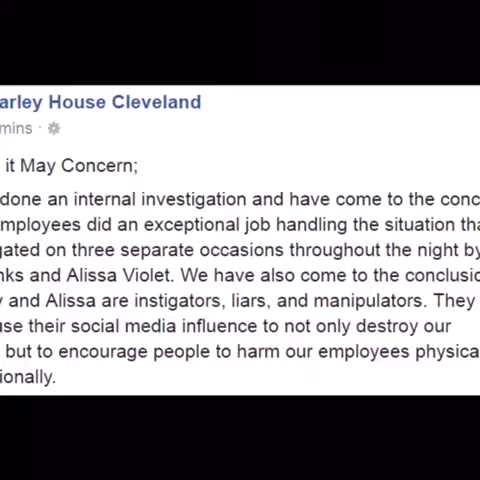 arley House Cleveland
mins ·
it May Concern;
done an internal investigation and have come to the conc
mployees did an exceptional job handling the situation tha
gated on three separate occasions throughout the night by
nks and Alissa Violet. We have also come to the conclusio
y and Alissa are instigators, liars, and manipulators. They
use their social media influence to not only destroy our
but to encourage people to harm our employees physica
ionally.